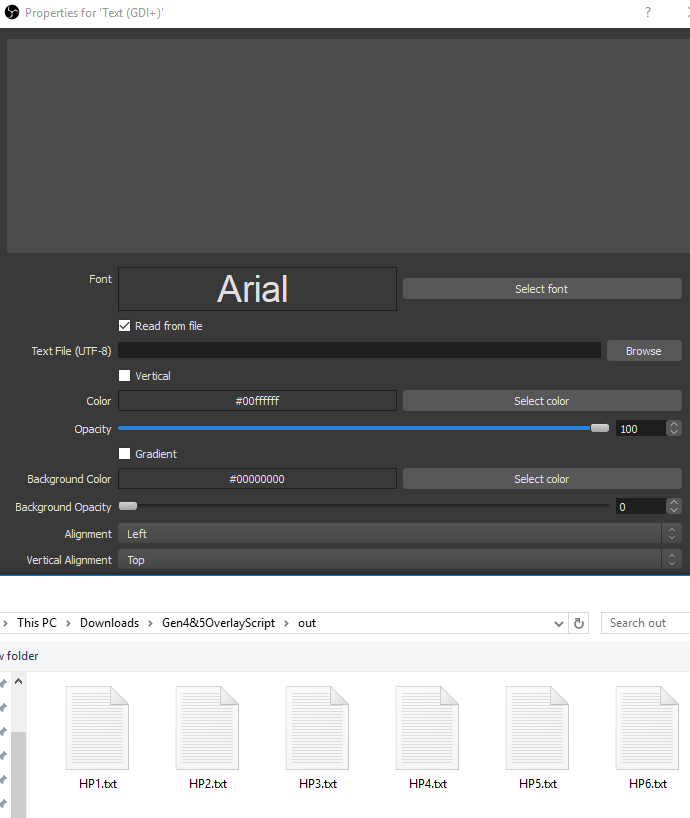 Properties for 'Text (GDI+)' ?
Font Arial Select font
Read from file
Text File (UTF-8) Browse
Vertical
Color #00ffffff Select color
Opacity 100
Gradient
Background Color #00000000 Select color
Background Opacity 0
Alignment Left
Vertical Alignment Top
> This PC > Downloads > Gen4&5OverlayScript > out Search out
w folder
HP1.txt HP2.txt HP3.txt HP4.txt HP5.txt HP6.txt